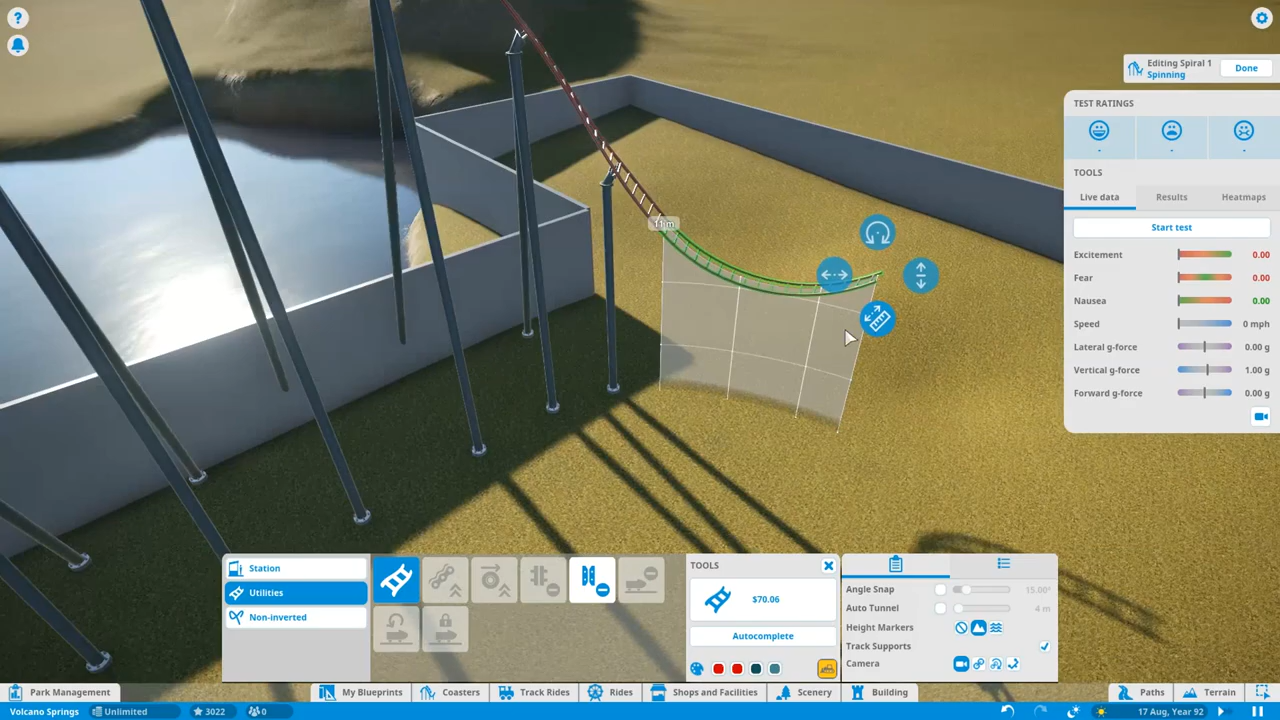 ?
Editing Spiral 1
Spinning
Done
TEST RATINGS
- - -
TOOLS
Live data Results Heatmaps
Start test
Excitement 0.00
Fear 0.00
Nausea 0.00
Speed 0 mph
Lateral g-force 0.00 g
Vertical g-force 1.00 g
Forward g-force 0.00 g
Station
Utilities
Non-inverted
TOOLS
$70.06
Autocomplete
Angle Snap 15.00°
Auto Tunnel 4 m
Height Markers
Track Supports
Camera
Park Management My Blueprints Coasters Track Rides Rides Shops and Facilities Scenery Building Paths Terrain
Volcano Springs Unlimited 3022 0 17 Aug, Year 92